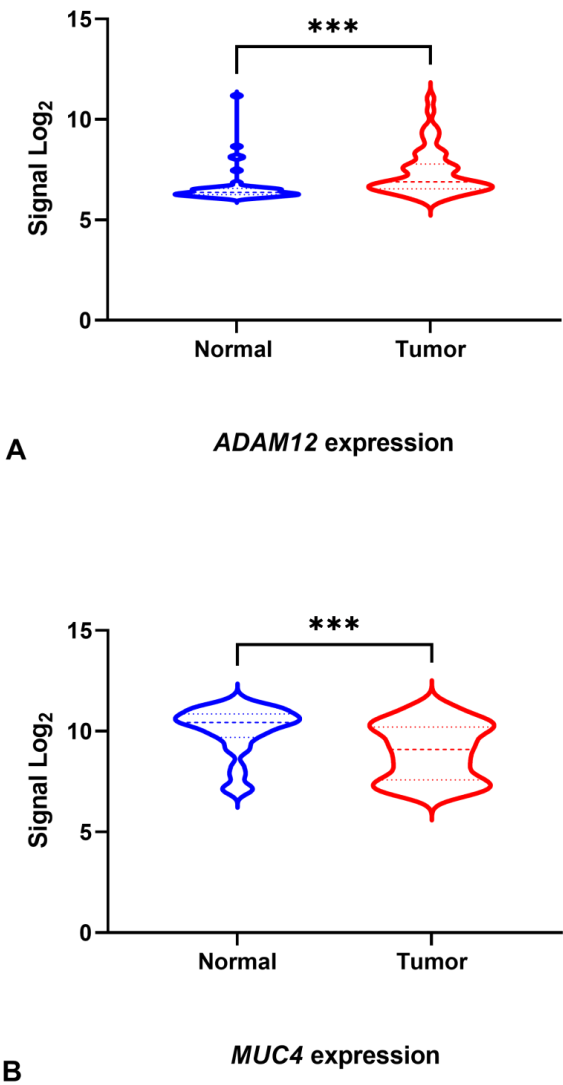 15
***
10
5
0
Signal Log2
Normal Tumor
A
ADAM12 expression
15
***
10
5
0
Signal Log2
Normal Tumor
B
MUC4 expression